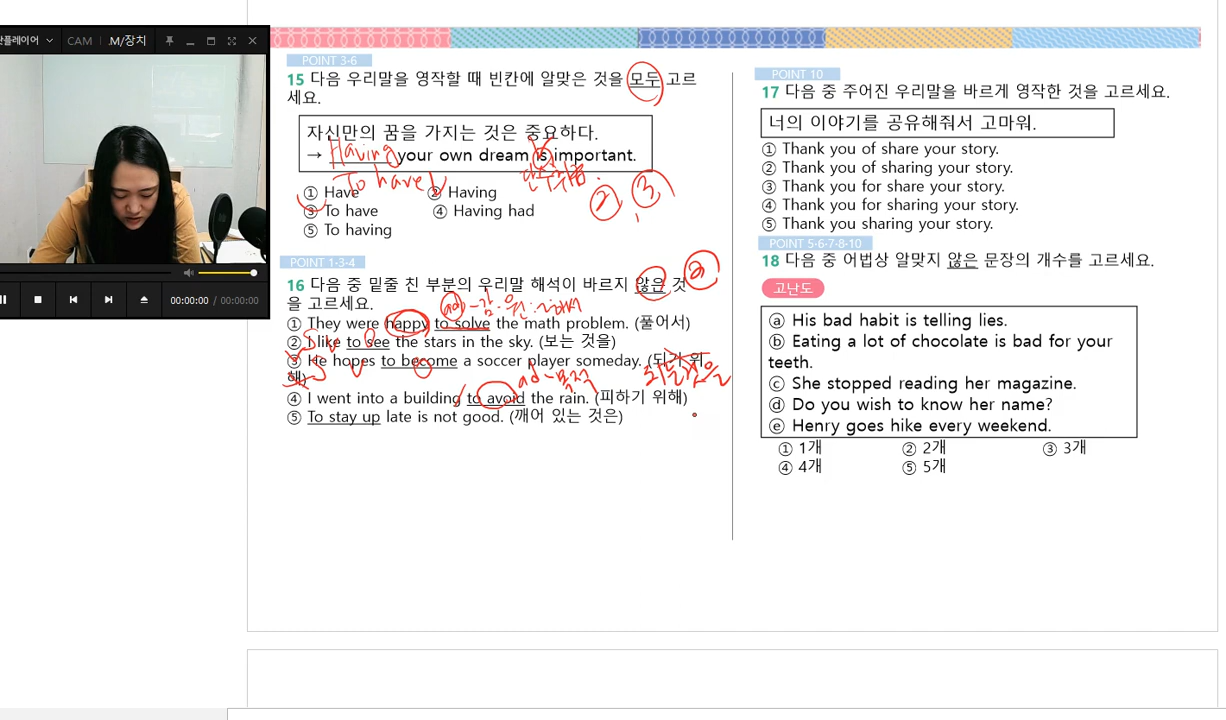 CAM
.M/장치
00:00:00 / 00:00:00
POINT 3·6
15 다음 우리말을 영작할 때 빈칸에 알맞은 것을 모두 고르
세요.
자신만의 꿈을 가지는 것은 중요하다.
→ Having your own dream is important.
To have
단수취급
① Have ② Having
③ To have ④ Having had
⑤ To having
②, ③
POINT 1·3·4
16 다음 중 밑줄 친 부분의 우리말 해석이 바르지 않은 것
을 고르세요.
① They were happy to solve the math problem. (풀어서)
② I like to see the stars in the sky. (보는 것을)
③ He hopes to become a soccer player someday. (되기 위
해)
④ I went into a building to avoid the rain. (피하기 위해)
⑤ To stay up late is not good. (깨어 있는 것은)
POINT 10
17 다음 중 주어진 우리말을 바르게 영작한 것을 고르세요.
너의 이야기를 공유해줘서 고마워.
① Thank you of share your story.
② Thank you of sharing your story.
③ Thank you for share your story.
④ Thank you for sharing your story.
⑤ Thank you sharing your story.
POINT 5·6·7·8·10
18 다음 중 어법상 알맞지 않은 문장의 개수를 고르세요.
고난도
ⓐ His bad habit is telling lies.
ⓑ Eating a lot of chocolate is bad for your
teeth.
ⓒ She stopped reading her magazine.
ⓓ Do you wish to know her name?
ⓔ Henry goes hike every weekend.
① 1개 ② 2개 ③ 3개
④ 4개 ⑤ 5개